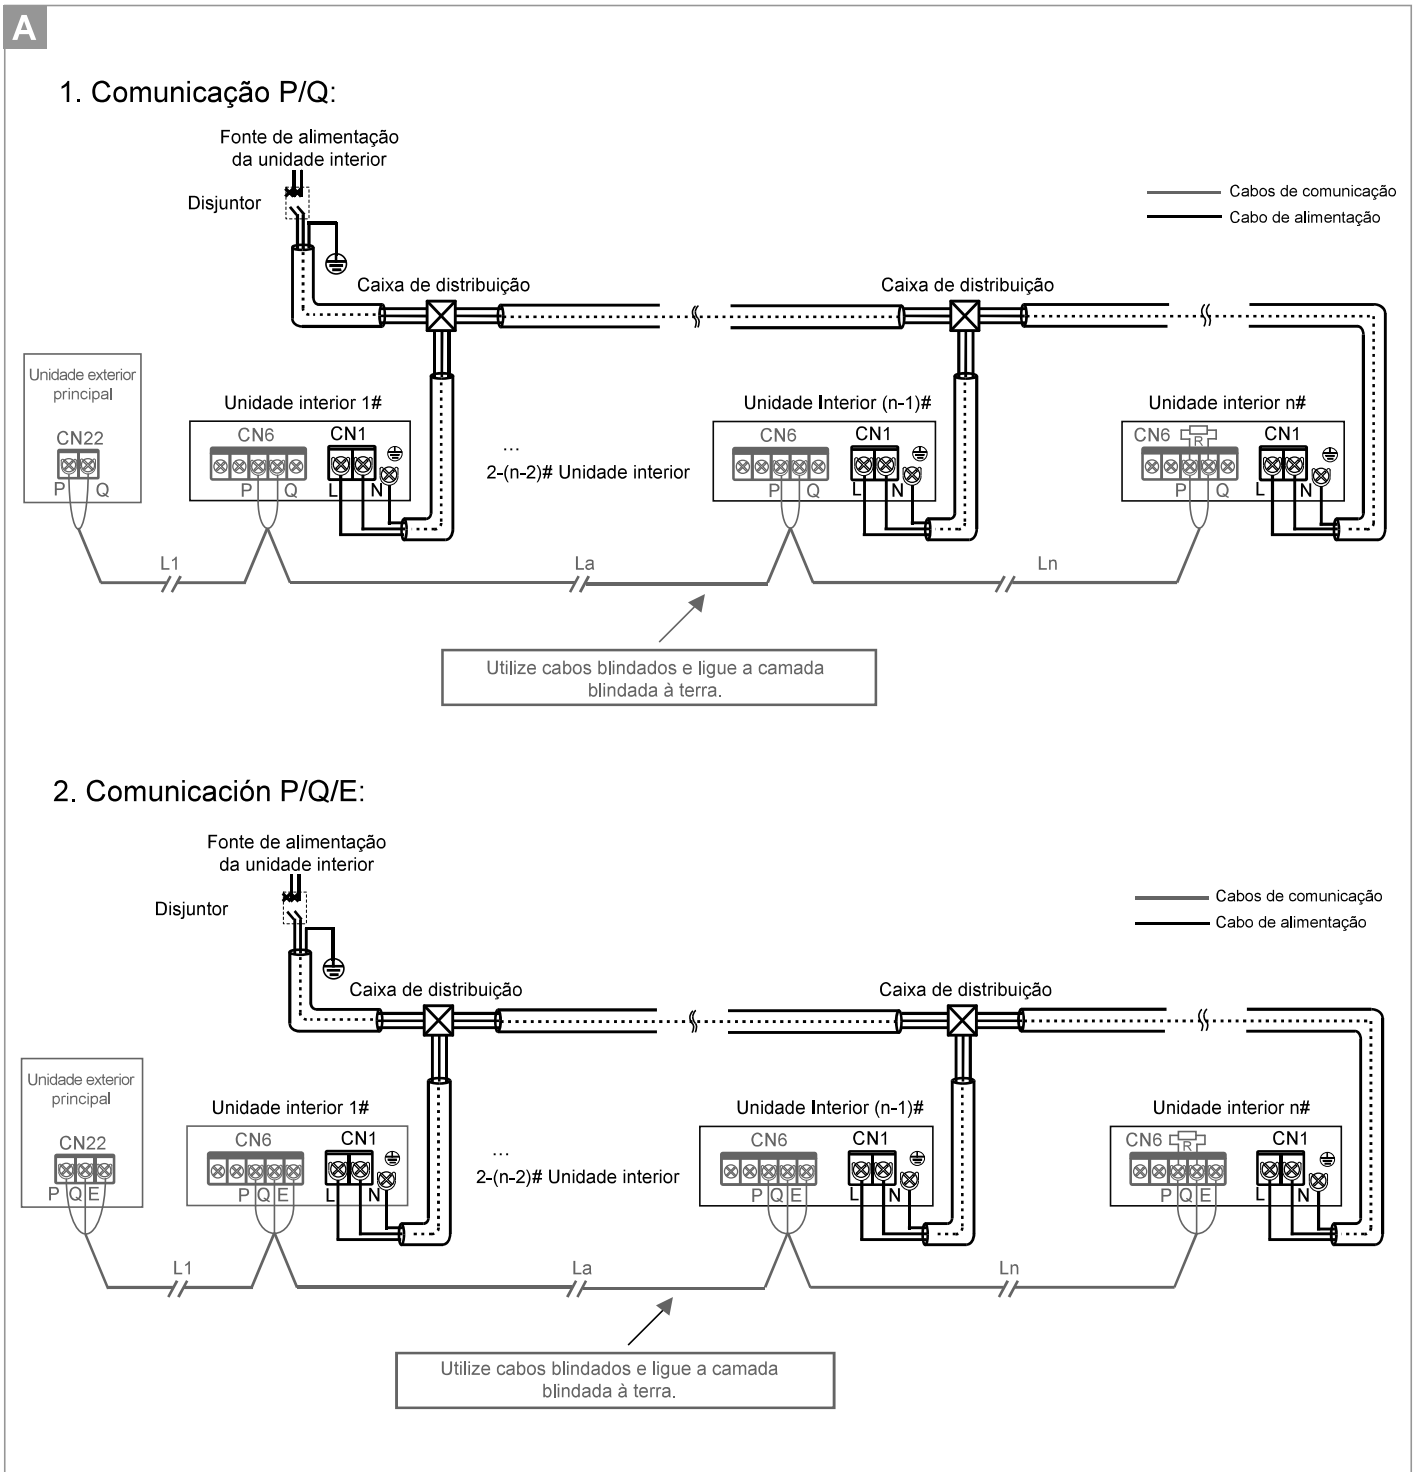 A
1. Comunicação P/Q:
Fonte de alimentação
da unidade interior
Disjuntor
Cabos de comunicação
Cabo de alimentação
Caixa de distribuição
Caixa de distribuição
Unidade exterior
principal
CN22
P Q
Unidade interior 1#
CN6 CN1
P Q L N
...
2-(n-2)# Unidade interior
Unidade Interior (n-1)#
CN6 CN1
P Q L N
Unidade interior n#
CN6 R CN1
P Q L N
L1
La
Ln
Utilize cabos blindados e ligue a camada
blindada à terra.
2. Comunicación P/Q/E:
Fonte de alimentação
da unidade interior
Disjuntor
Cabos de comunicação
Cabo de alimentação
Caixa de distribuição
Caixa de distribuição
Unidade exterior
principal
CN22
P Q E
Unidade interior 1#
CN6 CN1
P Q E L N
...
2-(n-2)# Unidade interior
Unidade Interior (n-1)#
CN6 CN1
P Q E L N
Unidade interior n#
CN6 R CN1
P Q E L N
L1
La
Ln
Utilize cabos blindados e ligue a camada
blindada à terra.